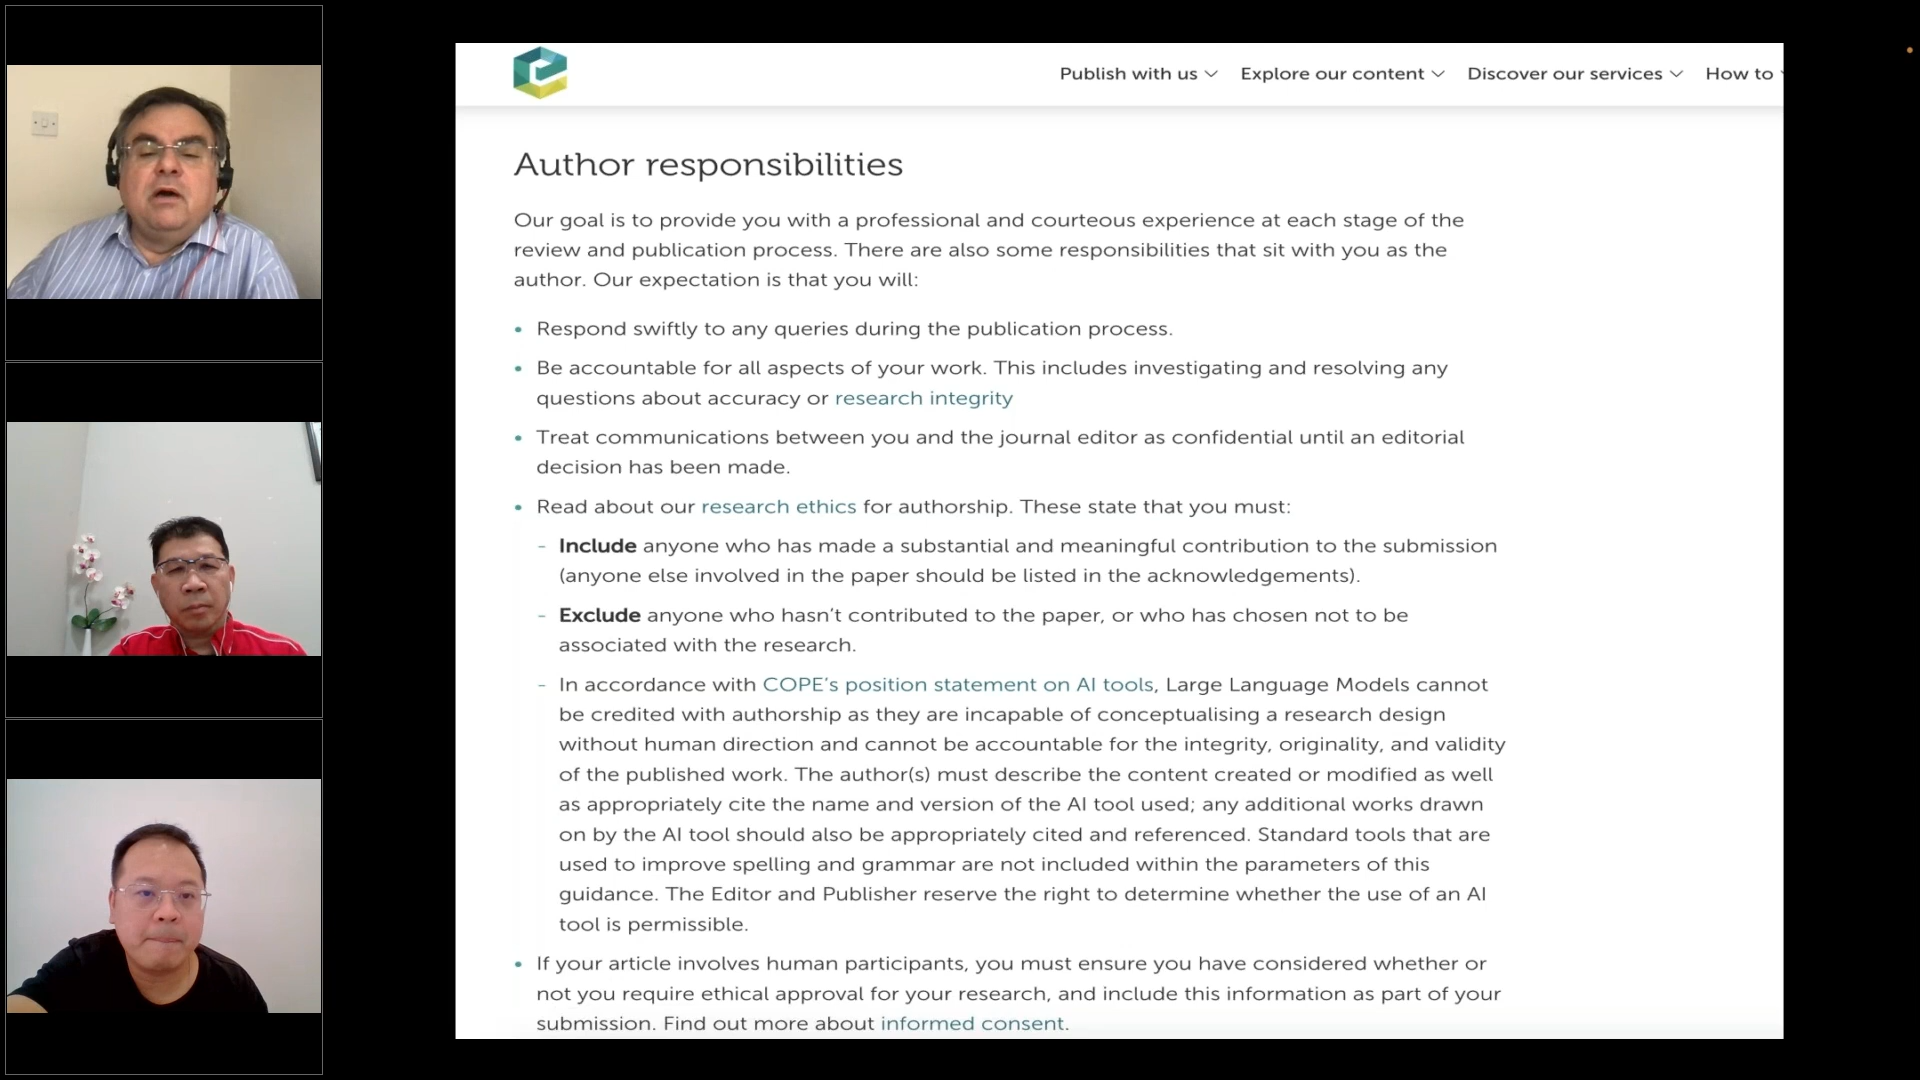 Publish with us Explore our content Discover our services How to
Author responsibilities
Our goal is to provide you with a professional and courteous experience at each stage of the
review and publication process. There are also some responsibilities that sit with you as the
author. Our expectation is that you will:
• Respond swiftly to any queries during the publication process.
• Be accountable for all aspects of your work. This includes investigating and resolving any
questions about accuracy or research integrity
• Treat communications between you and the journal editor as confidential until an editorial
decision has been made.
• Read about our research ethics for authorship. These state that you must:
- Include anyone who has made a substantial and meaningful contribution to the submission
(anyone else involved in the paper should be listed in the acknowledgements).
- Exclude anyone who hasn’t contributed to the paper, or who has chosen not to be
associated with the research.
- In accordance with COPE’s position statement on AI tools, Large Language Models cannot
be credited with authorship as they are incapable of conceptualising a research design
without human direction and cannot be accountable for the integrity, originality, and validity
of the published work. The author(s) must describe the content created or modified as well
as appropriately cite the name and version of the AI tool used; any additional works drawn
on by the AI tool should also be appropriately cited and referenced. Standard tools that are
used to improve spelling and grammar are not included within the parameters of this
guidance. The Editor and Publisher reserve the right to determine whether the use of an AI
tool is permissible.
• If your article involves human participants, you must ensure you have considered whether or
not you require ethical approval for your research, and include this information as part of your
submission. Find out more about informed consent.